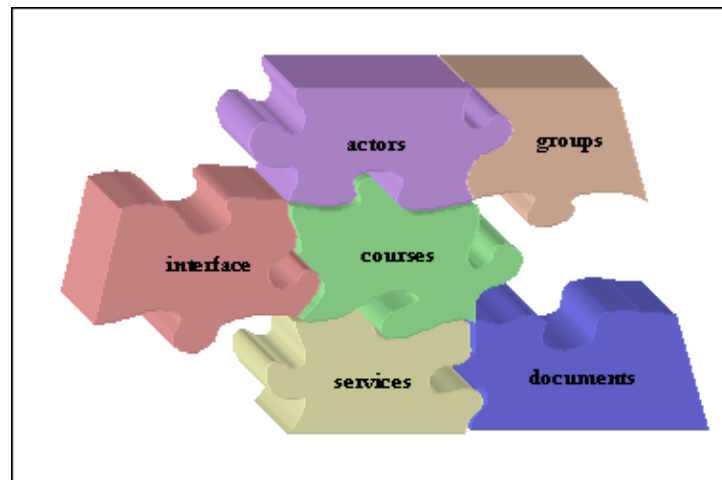 actors
groups
interface
courses
services
documents